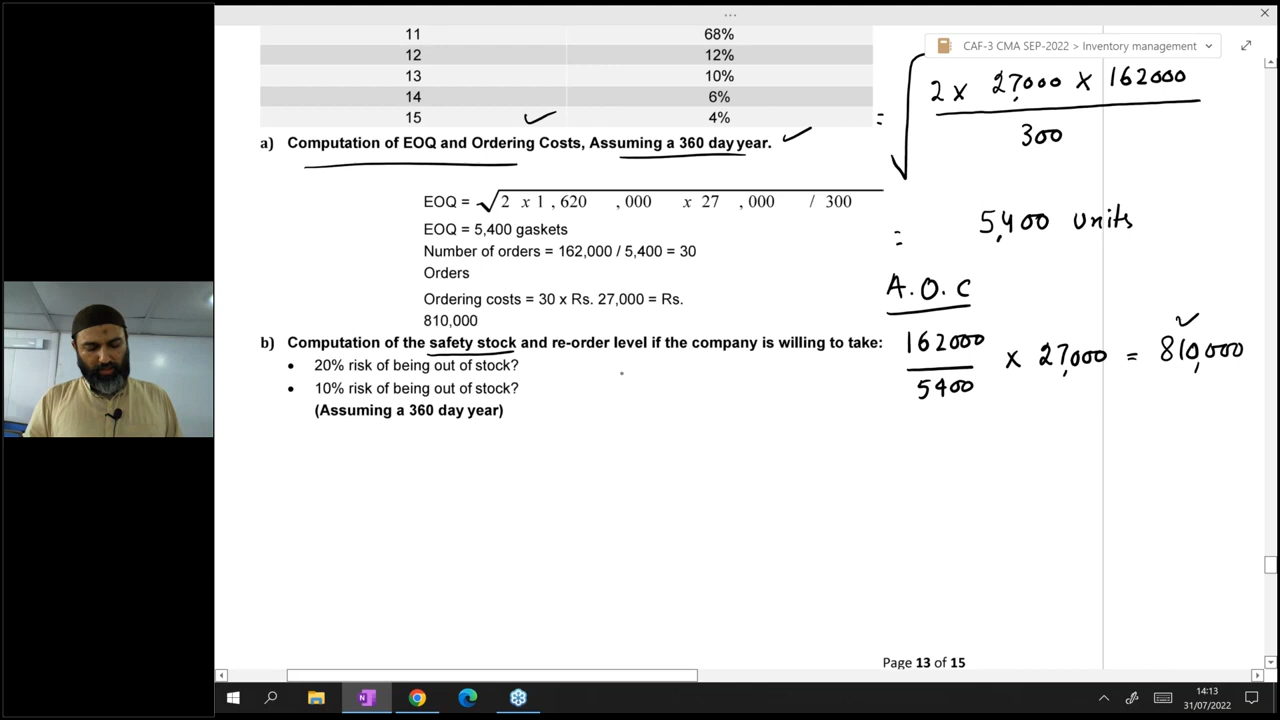 CAF-3 CMA SEP-2022 > Inventory management
11 68%
12 12%
13 10%
14 6%
15 4%
a) Computation of EOQ and Ordering Costs, Assuming a 360 day year.
EOQ = √ 2 x 1 , 620 , 000 x 27 , 000 / 300
EOQ = 5,400 gaskets
Number of orders = 162,000 / 5,400 = 30
Orders
Ordering costs = 30 x Rs. 27,000 = Rs.
810,000
b) Computation of the safety stock and re-order level if the company is willing to take:
• 20% risk of being out of stock?
• 10% risk of being out of stock?
(Assuming a 360 day year)
= √ 2 x 27,000 x 162000
300
= 5,400 units
A.O.C
162000
5400
x 27,000 = 810,000
Page 13 of 15
14:13
31/07/2022